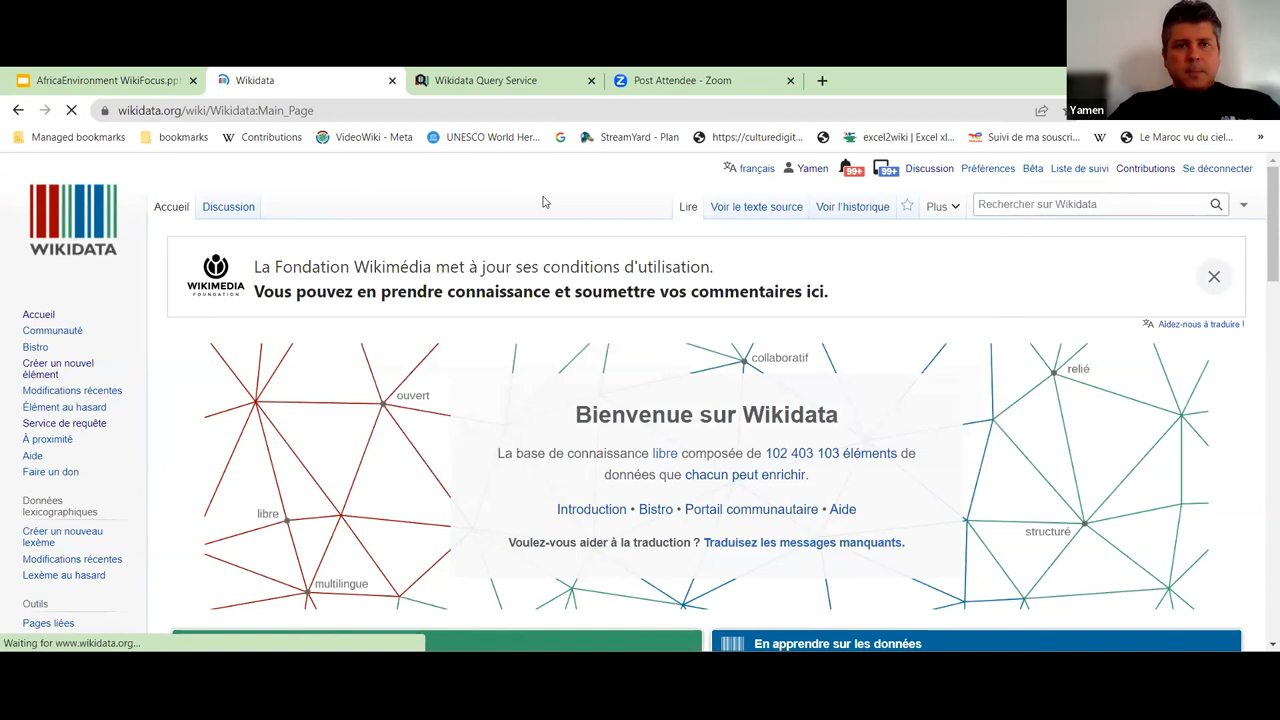 AfricaEnvironment WikiFocus.ppt
Wikidata
Wikidata Query Service
Post Attendee - Zoom
Yamen
wikidata.org/wiki/Wikidata:Main_Page
Managed bookmarks
bookmarks
Contributions
VideoWiki - Meta
UNESCO World Her...
StreamYard - Plan
https://culturedigit...
excel2wiki | Excel xl...
Suivi de ma souscri...
Le Maroc vu du ciel...
»
français Yamen 99+ 99+ Discussion Préférences Bêta Liste de suivi Contributions Se déconnecter
WIKIDATA
Accueil Discussion Lire Voir le texte source Voir l'historique Plus Rechercher sur Wikidata
WIKIMEDIA
FOUNDATION
La Fondation Wikimédia met à jour ses conditions d'utilisation.
Vous pouvez en prendre connaissance et soumettre vos commentaires ici.
Aidez-nous à traduire !
Accueil
Communauté
Bistro
Créer un nouvel
élément
Modifications récentes
Élément au hasard
Service de requête
À proximité
Aide
Faire un don
Données
lexicographiques
Créer un nouveau
lexème
Modifications récentes
Lexème au hasard
Outils
Pages liées
collaboratif
relié
ouvert
Bienvenue sur Wikidata
La base de connaissance libre composée de 102 403 103 éléments de
données que chacun peut enrichir.
Introduction • Bistro • Portail communautaire • Aide
libre
structuré
Voulez-vous aider à la traduction ? Traduisez les messages manquants.
multilingue
Waiting for www.wikidata.org...
En apprendre sur les données